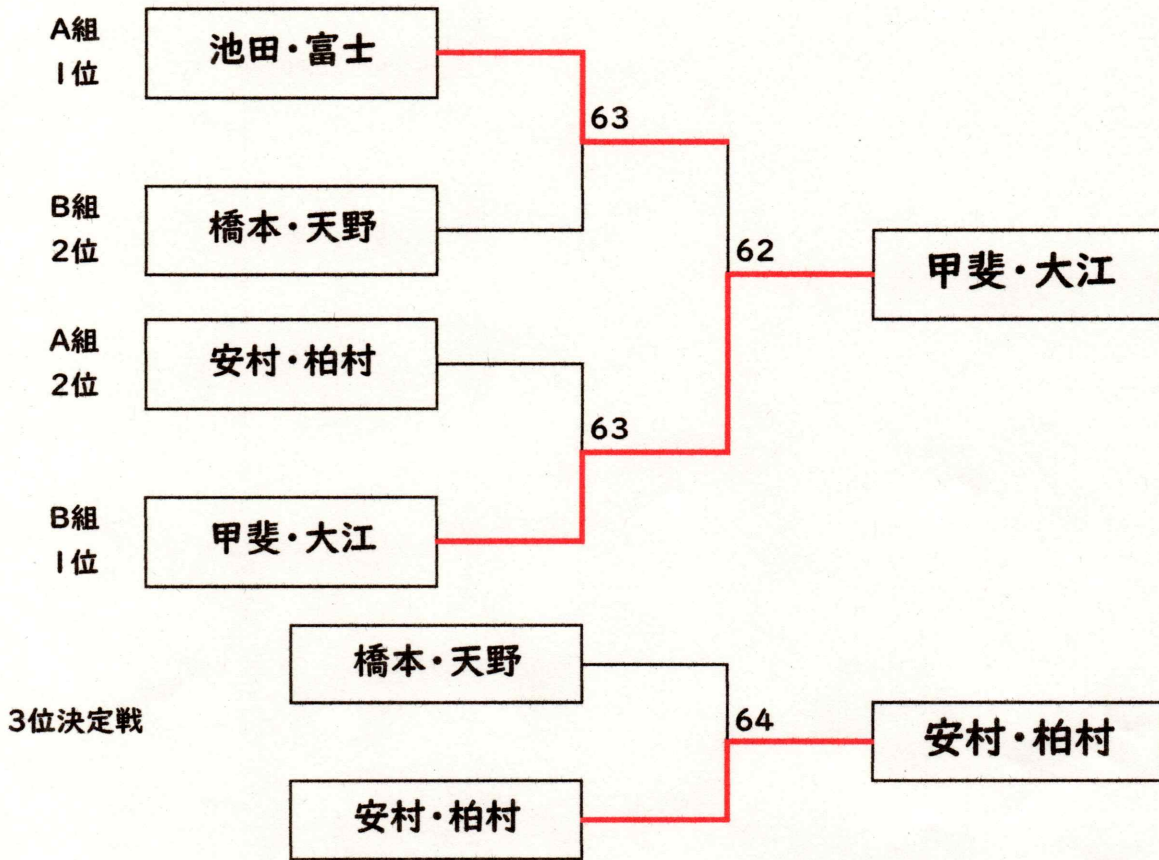 A組
1位
池田・富士
63
B組
2位
橋本・天野
62
甲斐・大江
A組
2位
安村・柏村
63
B組
1位
甲斐・大江
橋本・天野
3位決定戦
64
安村・柏村
安村・柏村